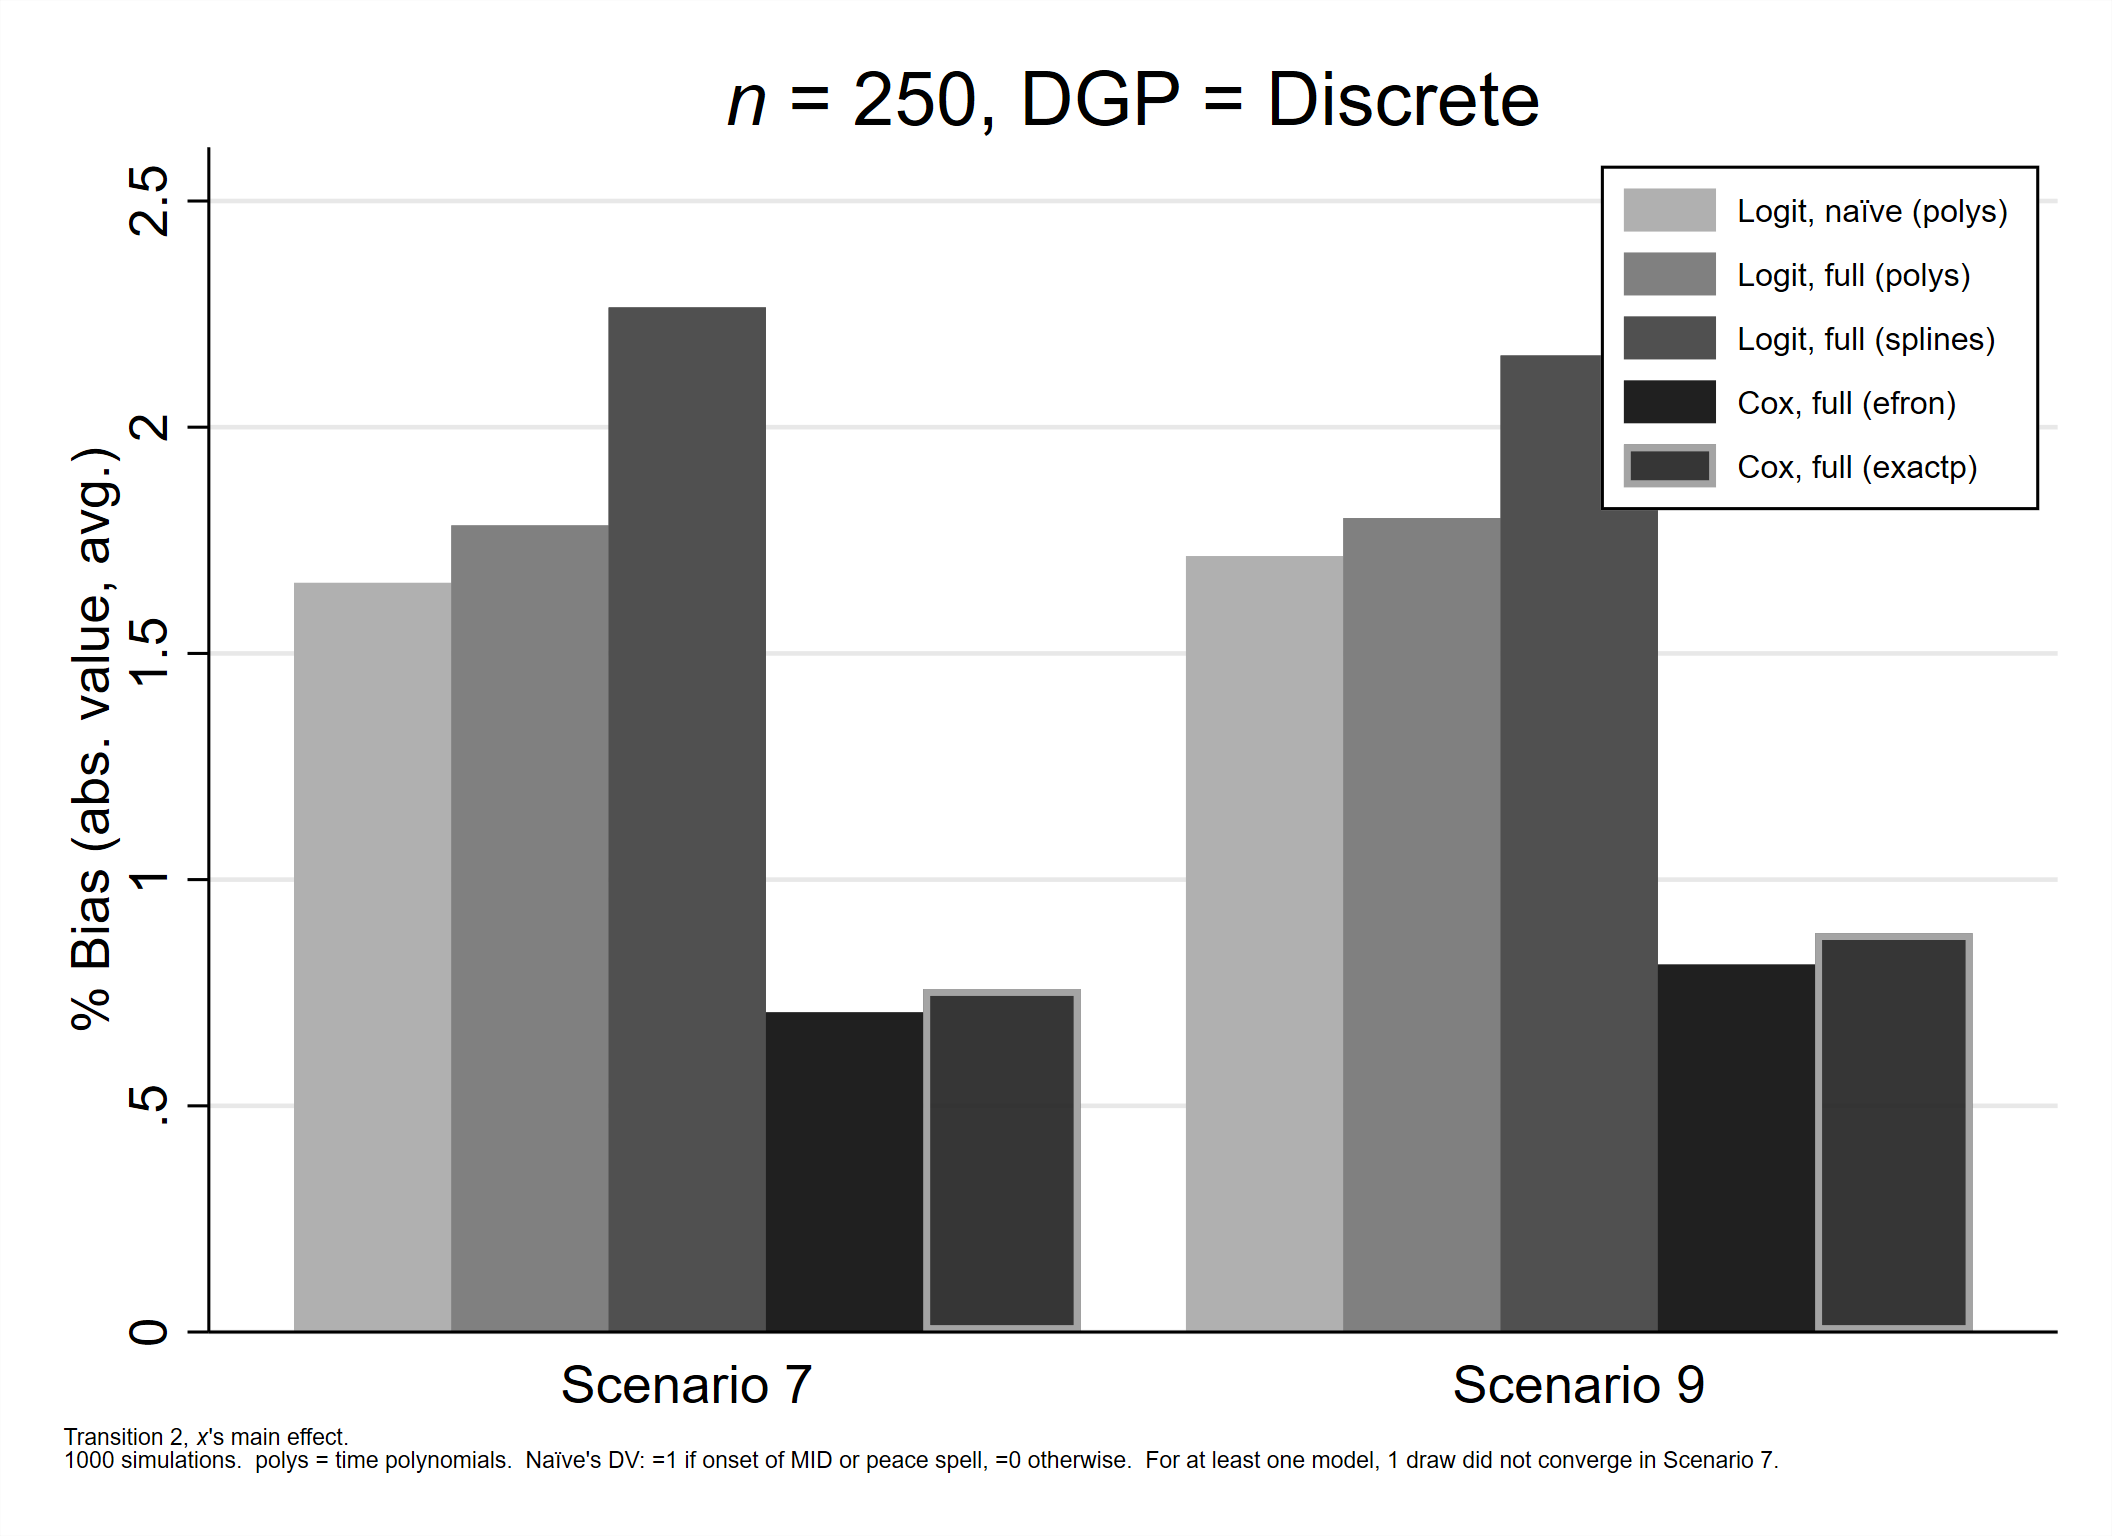 n = 250, DGP = Discrete
% Bias (abs. value, avg.)
2.5
2
1.5
1
.5
0
Logit, naïve (polys)
Logit, full (polys)
Logit, full (splines)
Cox, full (efron)
Cox, full (exactp)
Scenario 7
Scenario 9
Transition 2, x's main effect.
1000 simulations.  polys = time polynomials.  Naïve's DV: =1 if onset of MID or peace spell, =0 otherwise.  For at least one model, 1 draw did not converge in Scenario 7.